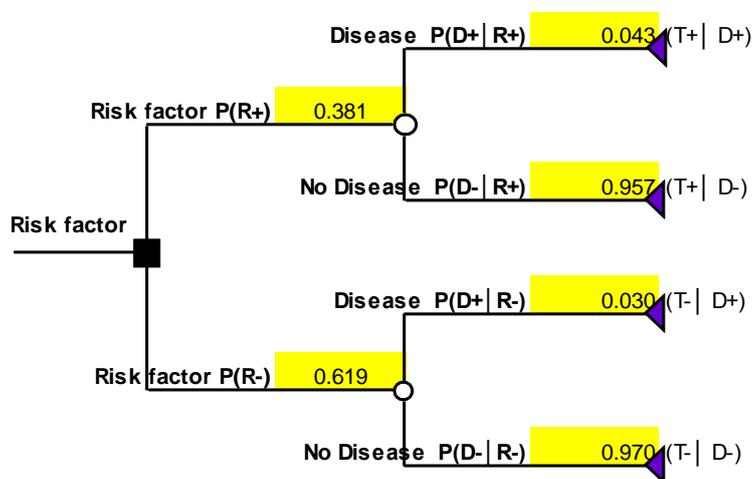 Disease P(D+| R+) 0.043 (T+| D+)
Risk factor P(R+) 0.381
No Disease P(D-| R+) 0.957 (T+| D-)
Risk factor
Disease P(D+| R-) 0.030 (T-| D+)
Risk factor P(R-) 0.619
No Disease P(D-| R-) 0.970 (T-| D-)